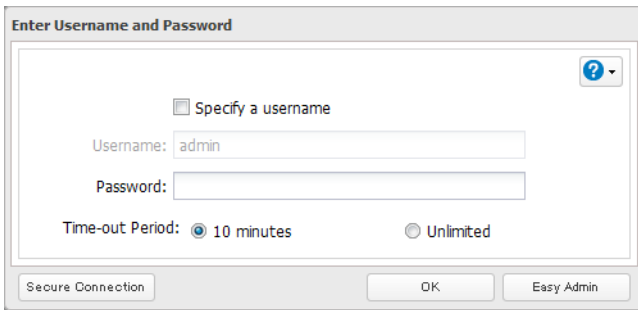 Enter Username and Password
?
Specify a username
Username: admin
Password:
Time-out Period: 10 minutes Unlimited
Secure Connection OK Easy Admin